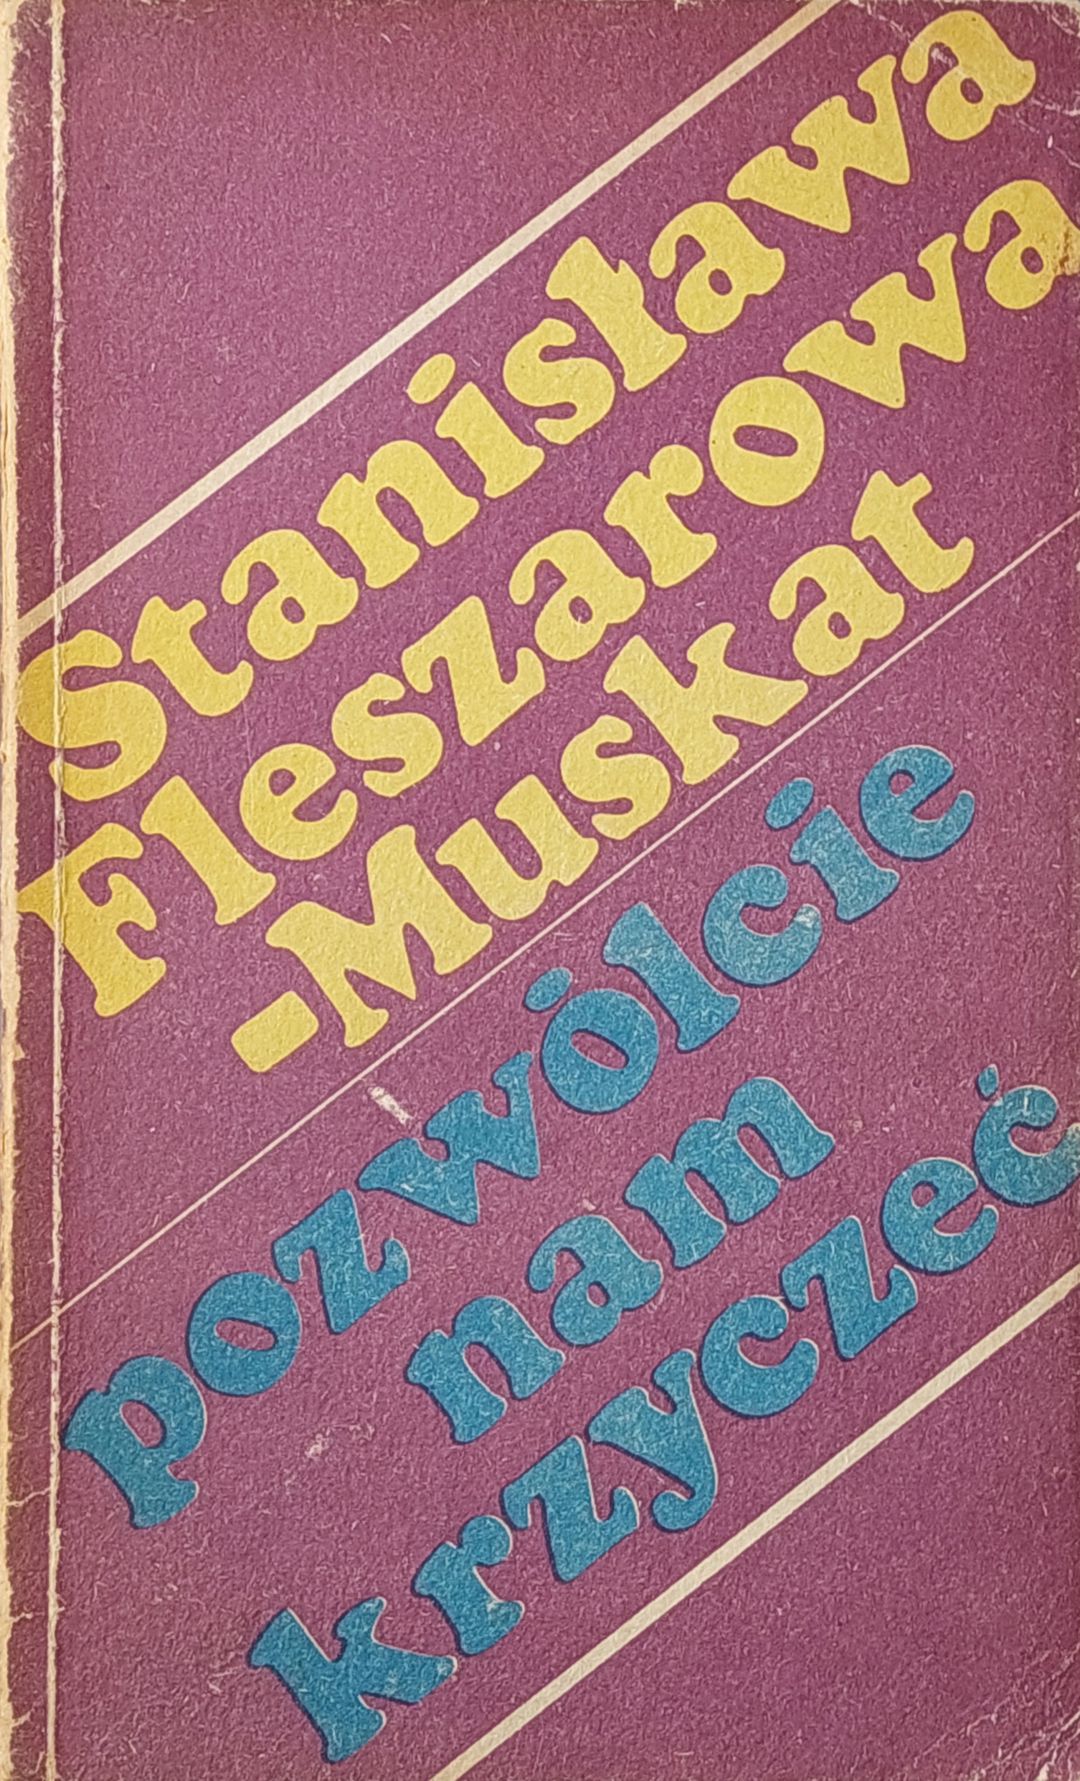 Stanisława
Fleszarowa
-Muskat
pozwólcie
nam
krzyczeć